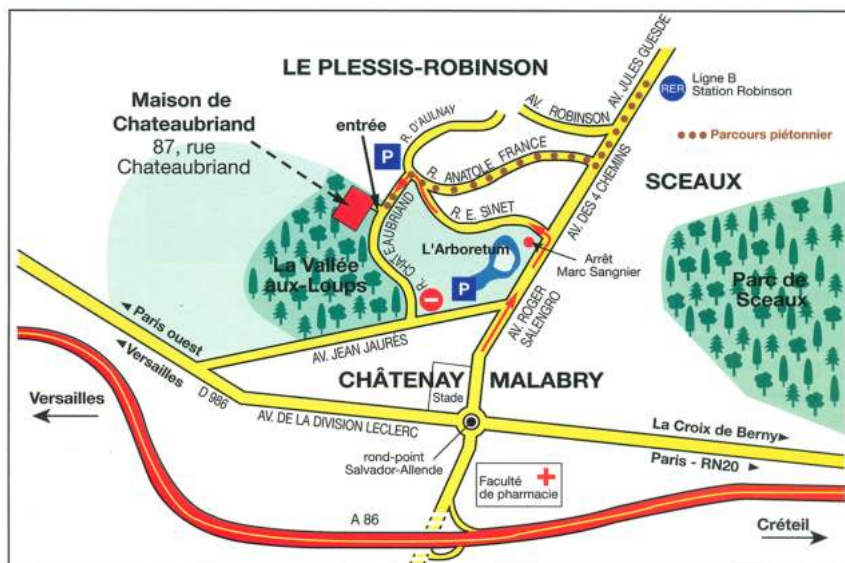 LE PLESSIS-ROBINSON
Maison de
Chateaubriand
87, rue
Chateaubriand
entrée
P
R. D'AULNAY
AV. ROBINSON
AV. JULES GUESDE
RER
Ligne B
Station Robinson
Parcours piétonnier
R. ANATOLE FRANCE
SCEAUX
R. E. SINET
AV. DES 4 CHEMINS
R. CHATEAUBRIAND
L'Arboretum
Arrêt
Marc Sangnier
La Vallée
aux-Loups
P
Parc de
Sceaux
AV. ROGER
SALENGRO
Paris ouest
Versailles
AV. JEAN JAURÈS
D 986
CHÂTENAY MALABRY
Stade
Versailles
AV. DE LA DIVISION LECLERC
La Croix de Berny
Paris - RN20
rond-point
Salvador-Allende
Faculté
de pharmacie
A 86
Créteil